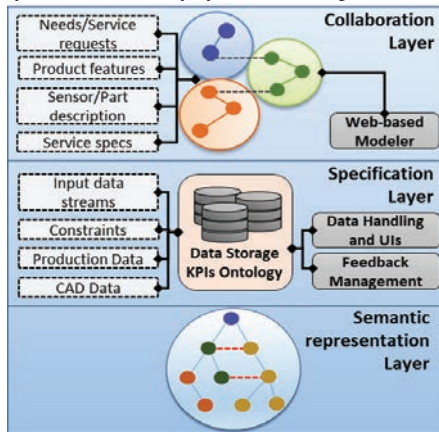 Needs/Service
requests
Product features
Sensor/Part
description
Service specs
Collaboration
Layer
Web-based
Modeler
Input data
streams
Constraints
Production Data
CAD Data
Data Storage
KPIs Ontology
Specification
Layer
Data Handling
and UIs
Feedback
Management
Semantic
representation
Layer